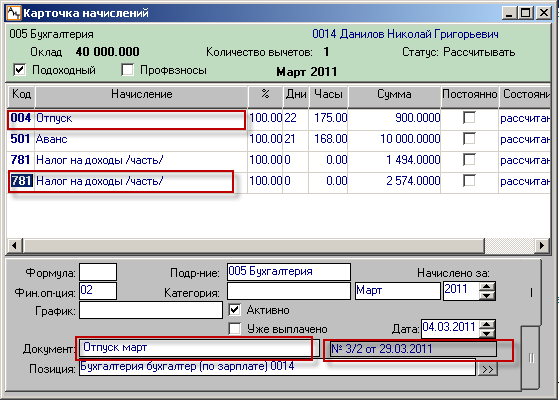 Карточка начислений
005 Бухгалтерия 0014 Данилов Николай Григорьевич
Оклад 40 000.000 Количество вычетов: 1 Статус: Рассчитывать
Подоходный Профвзносы Март 2011
Код Начисление % Дни Часы Сумма Постоянно Состояни
004 Отпуск 100.00 22 175.00 900.0000 рассчитан
501 Аванс 100.00 21 168.00 10 000.0000 рассчитан
781 Налог на доходы /часть/ 100.00 0 0.00 1 494.0000 рассчитан
781 Налог на доходы /часть/ 100.00 0 0.00 2 574.0000 рассчитан
Формула: Подр-ние: 005 Бухгалтерия Начислено за:
Фин.оп-ция: 02 Категория: Март 2011
График: Активно
Уже выплачено Дата: 04.03.2011
Документ: Отпуск март № 3/2 от 29.03.2011
Позиция: Бухгалтерия бухгалтер (по зарплате) 0014 >>